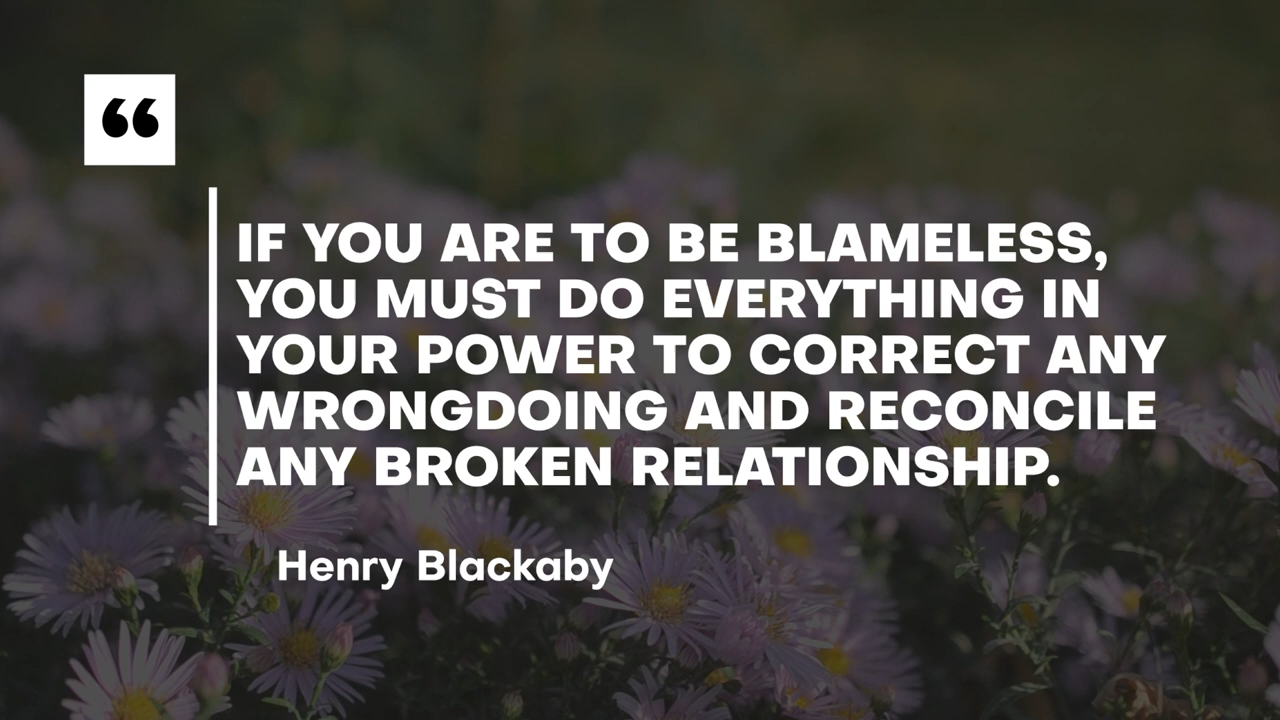 “
IF YOU ARE TO BE BLAMELESS,
YOU MUST DO EVERYTHING IN
YOUR POWER TO CORRECT ANY
WRONGDOING AND RECONCILE
ANY BROKEN RELATIONSHIP.
Henry Blackaby